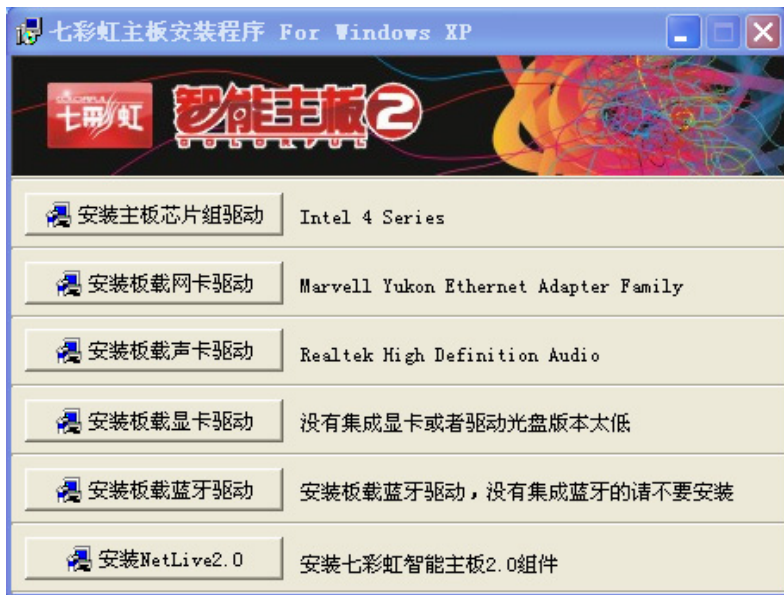 七彩虹主板安装程序 For Windows XP
COLORFUL
七彩虹 智能主板2
COLORFUL
安装主板芯片组驱动 Intel 4 Series
安装板载网卡驱动 Marvell Yukon Ethernet Adapter Family
安装板载声卡驱动 Realtek High Definition Audio
安装板载显卡驱动 没有集成显卡或者驱动光盘版本太低
安装板载蓝牙驱动 安装板载蓝牙驱动，没有集成蓝牙的请不要安装
安装NetLive2.0 安装七彩虹智能主板2.0组件